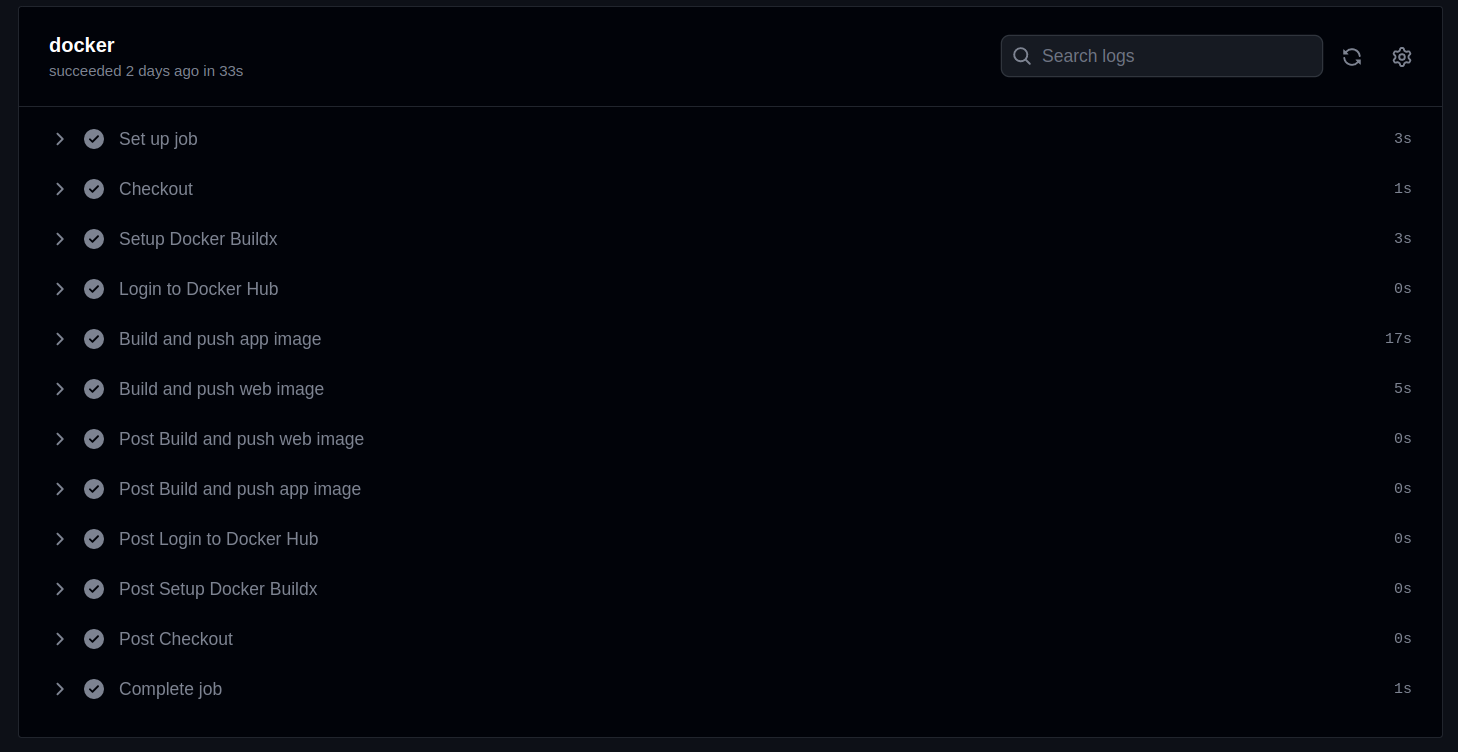 docker
succeeded 2 days ago in 33s
Search logs
Set up job 3s
Checkout 1s
Setup Docker Buildx 3s
Login to Docker Hub 0s
Build and push app image 17s
Build and push web image 5s
Post Build and push web image 0s
Post Build and push app image 0s
Post Login to Docker Hub 0s
Post Setup Docker Buildx 0s
Post Checkout 0s
Complete job 1s